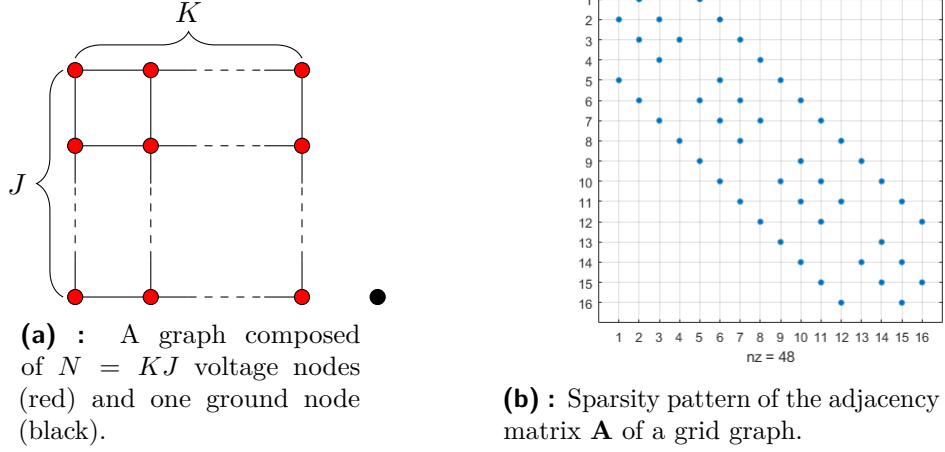 K
J
1
2
3
4
5
6
7
8
9
10
11
12
13
14
15
16
1 2 3 4 5 6 7 8 9 10 11 12 13 14 15 16
nz = 48
(a) : A graph composed
of N = KJ voltage nodes
(red) and one ground node
(black).
(b) : Sparsity pattern of the adjacency
matrix A of a grid graph.